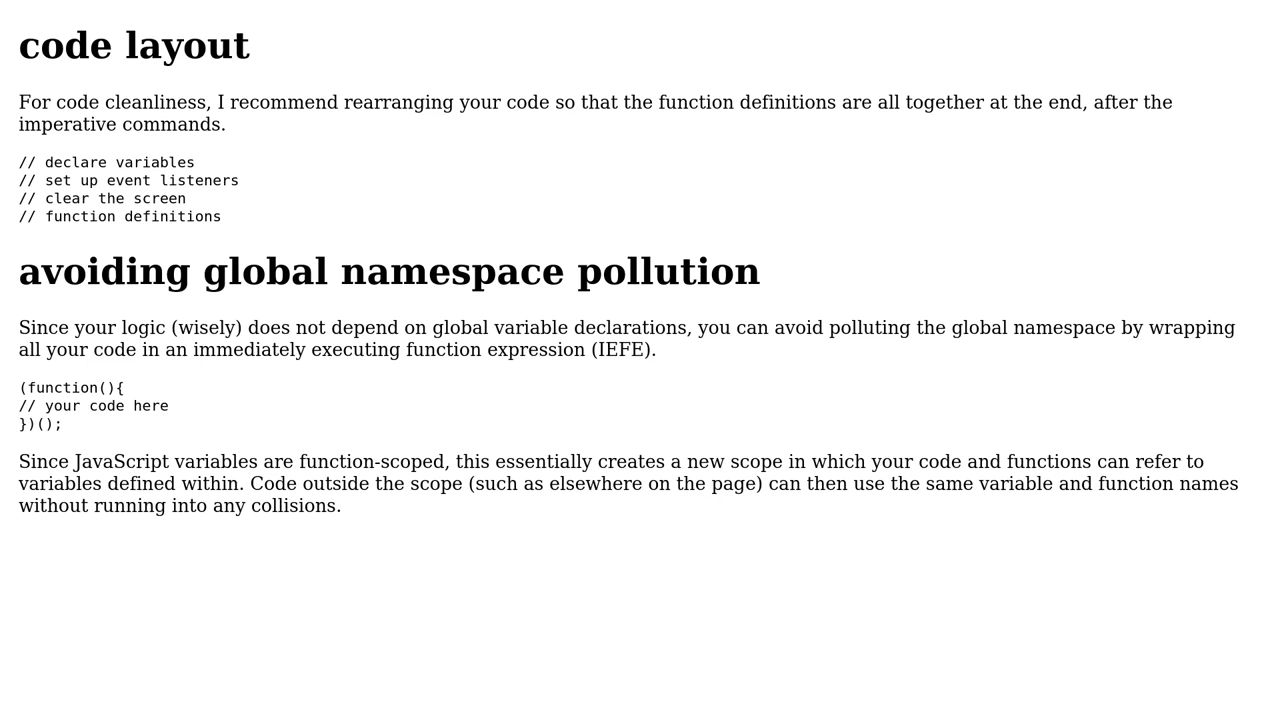 code layout
For code cleanliness, I recommend rearranging your code so that the function definitions are all together at the end, after the
imperative commands.
// declare variables
// set up event listeners
// clear the screen
// function definitions
avoiding global namespace pollution
Since your logic (wisely) does not depend on global variable declarations, you can avoid polluting the global namespace by wrapping
all your code in an immediately executing function expression (IEFE).
(function(){
// your code here
})();
Since JavaScript variables are function-scoped, this essentially creates a new scope in which your code and functions can refer to
variables defined within. Code outside the scope (such as elsewhere on the page) can then use the same variable and function names
without running into any collisions.